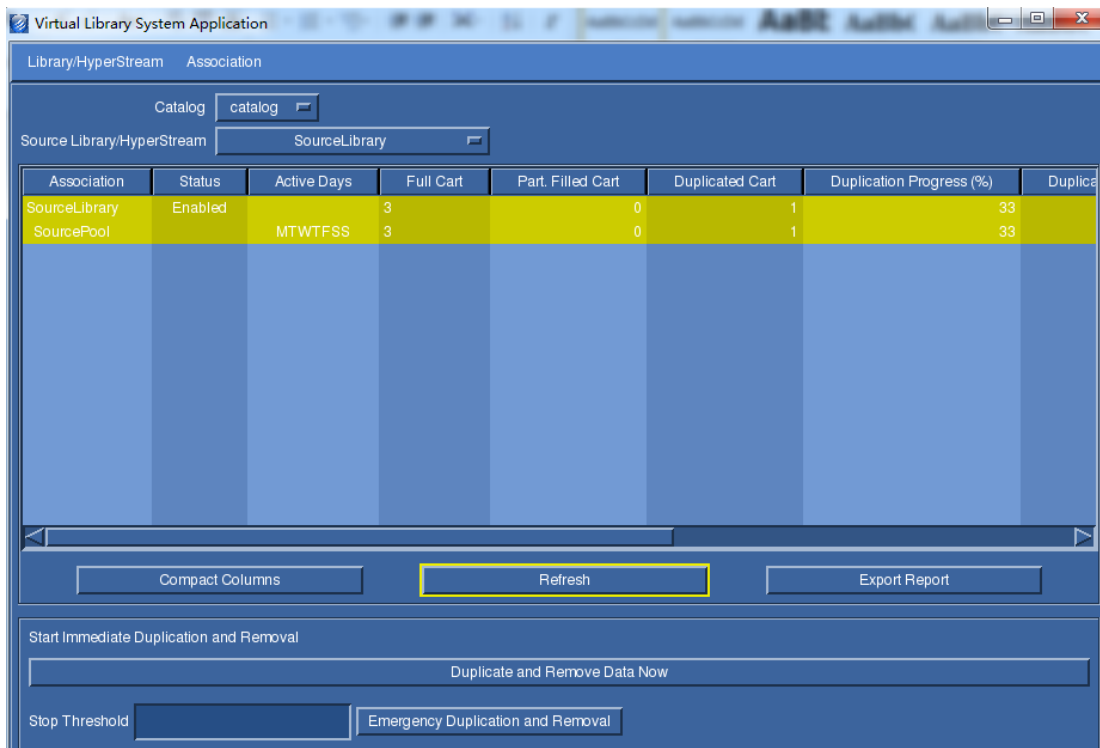 Virtual Library System Application
Library/HyperStream Association
Catalog catalog
Source Library/HyperStream SourceLibrary
Association Status Active Days Full Cart Part. Filled Cart Duplicated Cart Duplication Progress (%) Duplica
SourceLibrary Enabled 3 0 1 33
SourcePool MTWTFSS 3 0 1 33
Compact Columns Refresh Export Report
Start Immediate Duplication and Removal
Duplicate and Remove Data Now
Stop Threshold Emergency Duplication and Removal